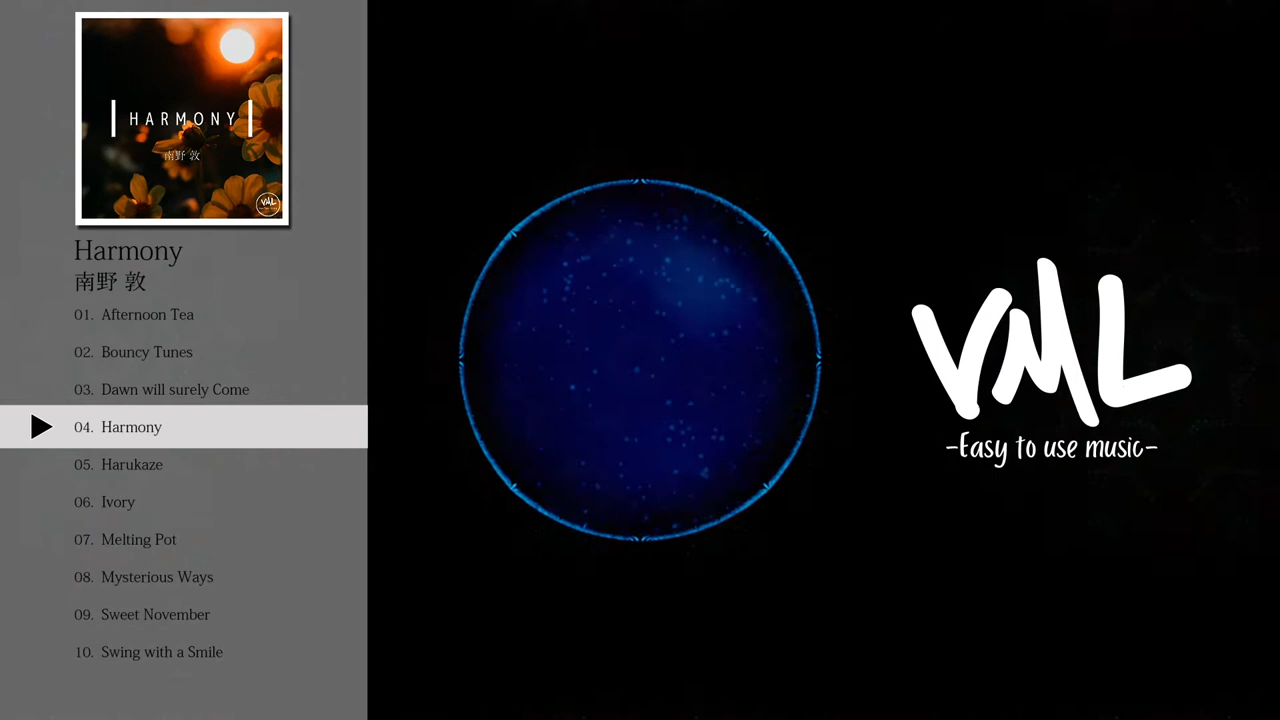 HARMONY
南野 敦
VML
Harmony
南野 敦
01. Afternoon Tea
02. Bouncy Tunes
03. Dawn will surely Come
04. Harmony
05. Harukaze
06. Ivory
07. Melting Pot
08. Mysterious Ways
09. Sweet November
10. Swing with a Smile
VML
-Easy to use music-